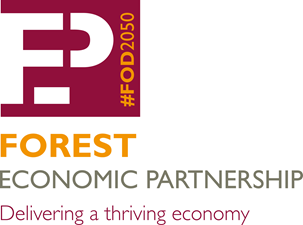 #FOD2050
FOREST
ECONOMIC PARTNERSHIP
Delivering a thriving economy